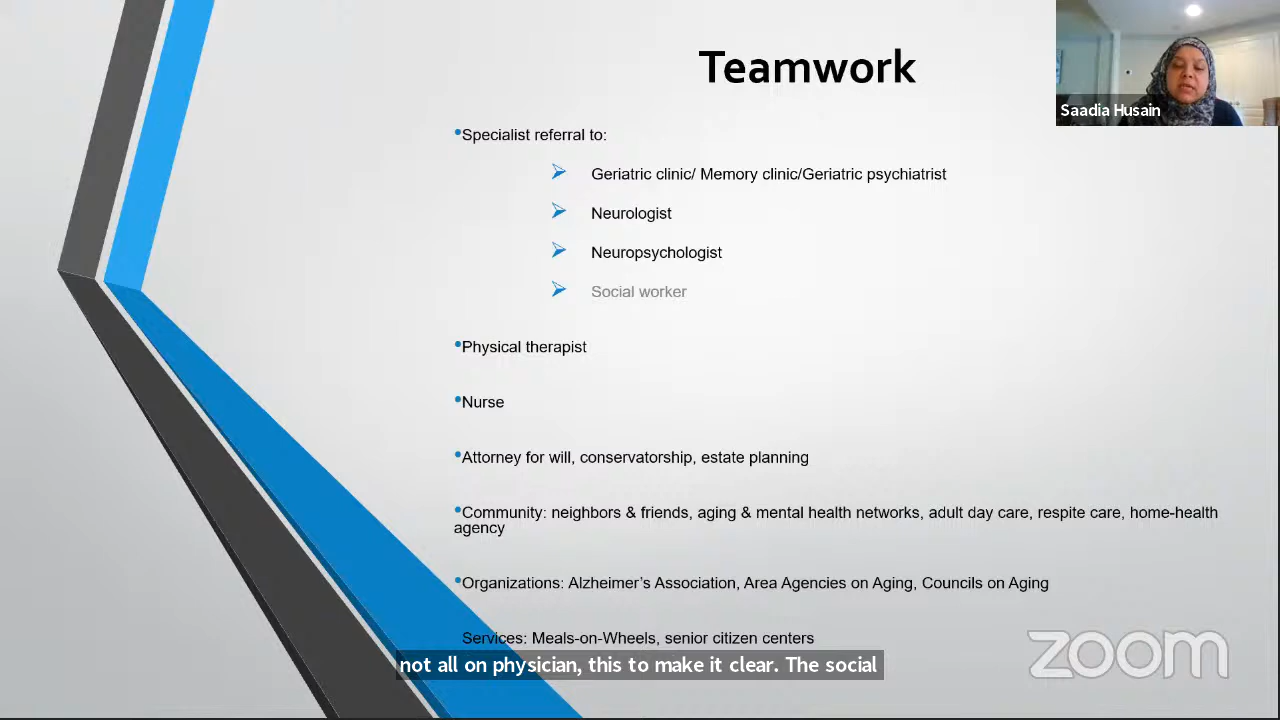 Teamwork
Saadia Husain
•Specialist referral to:
Geriatric clinic/ Memory clinic/Geriatric psychiatrist
Neurologist
Neuropsychologist
Social worker
•Physical therapist
•Nurse
•Attorney for will, conservatorship, estate planning
•Community: neighbors & friends, aging & mental health networks, adult day care, respite care, home-health
agency
•Organizations: Alzheimer's Association, Area Agencies on Aging, Councils on Aging
Services: Meals-on-Wheels, senior citizen centers
not all on physician, this to make it clear. The social
zoom